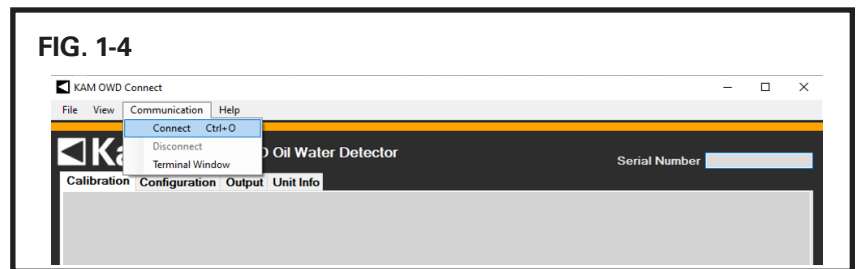 FIG. 1-4
KAM OWD Connect
File View Communication Help
Connect Ctrl+O
Disconnect
Terminal Window
Oil Water Detector
Serial Number
Calibration Configuration Output Unit Info